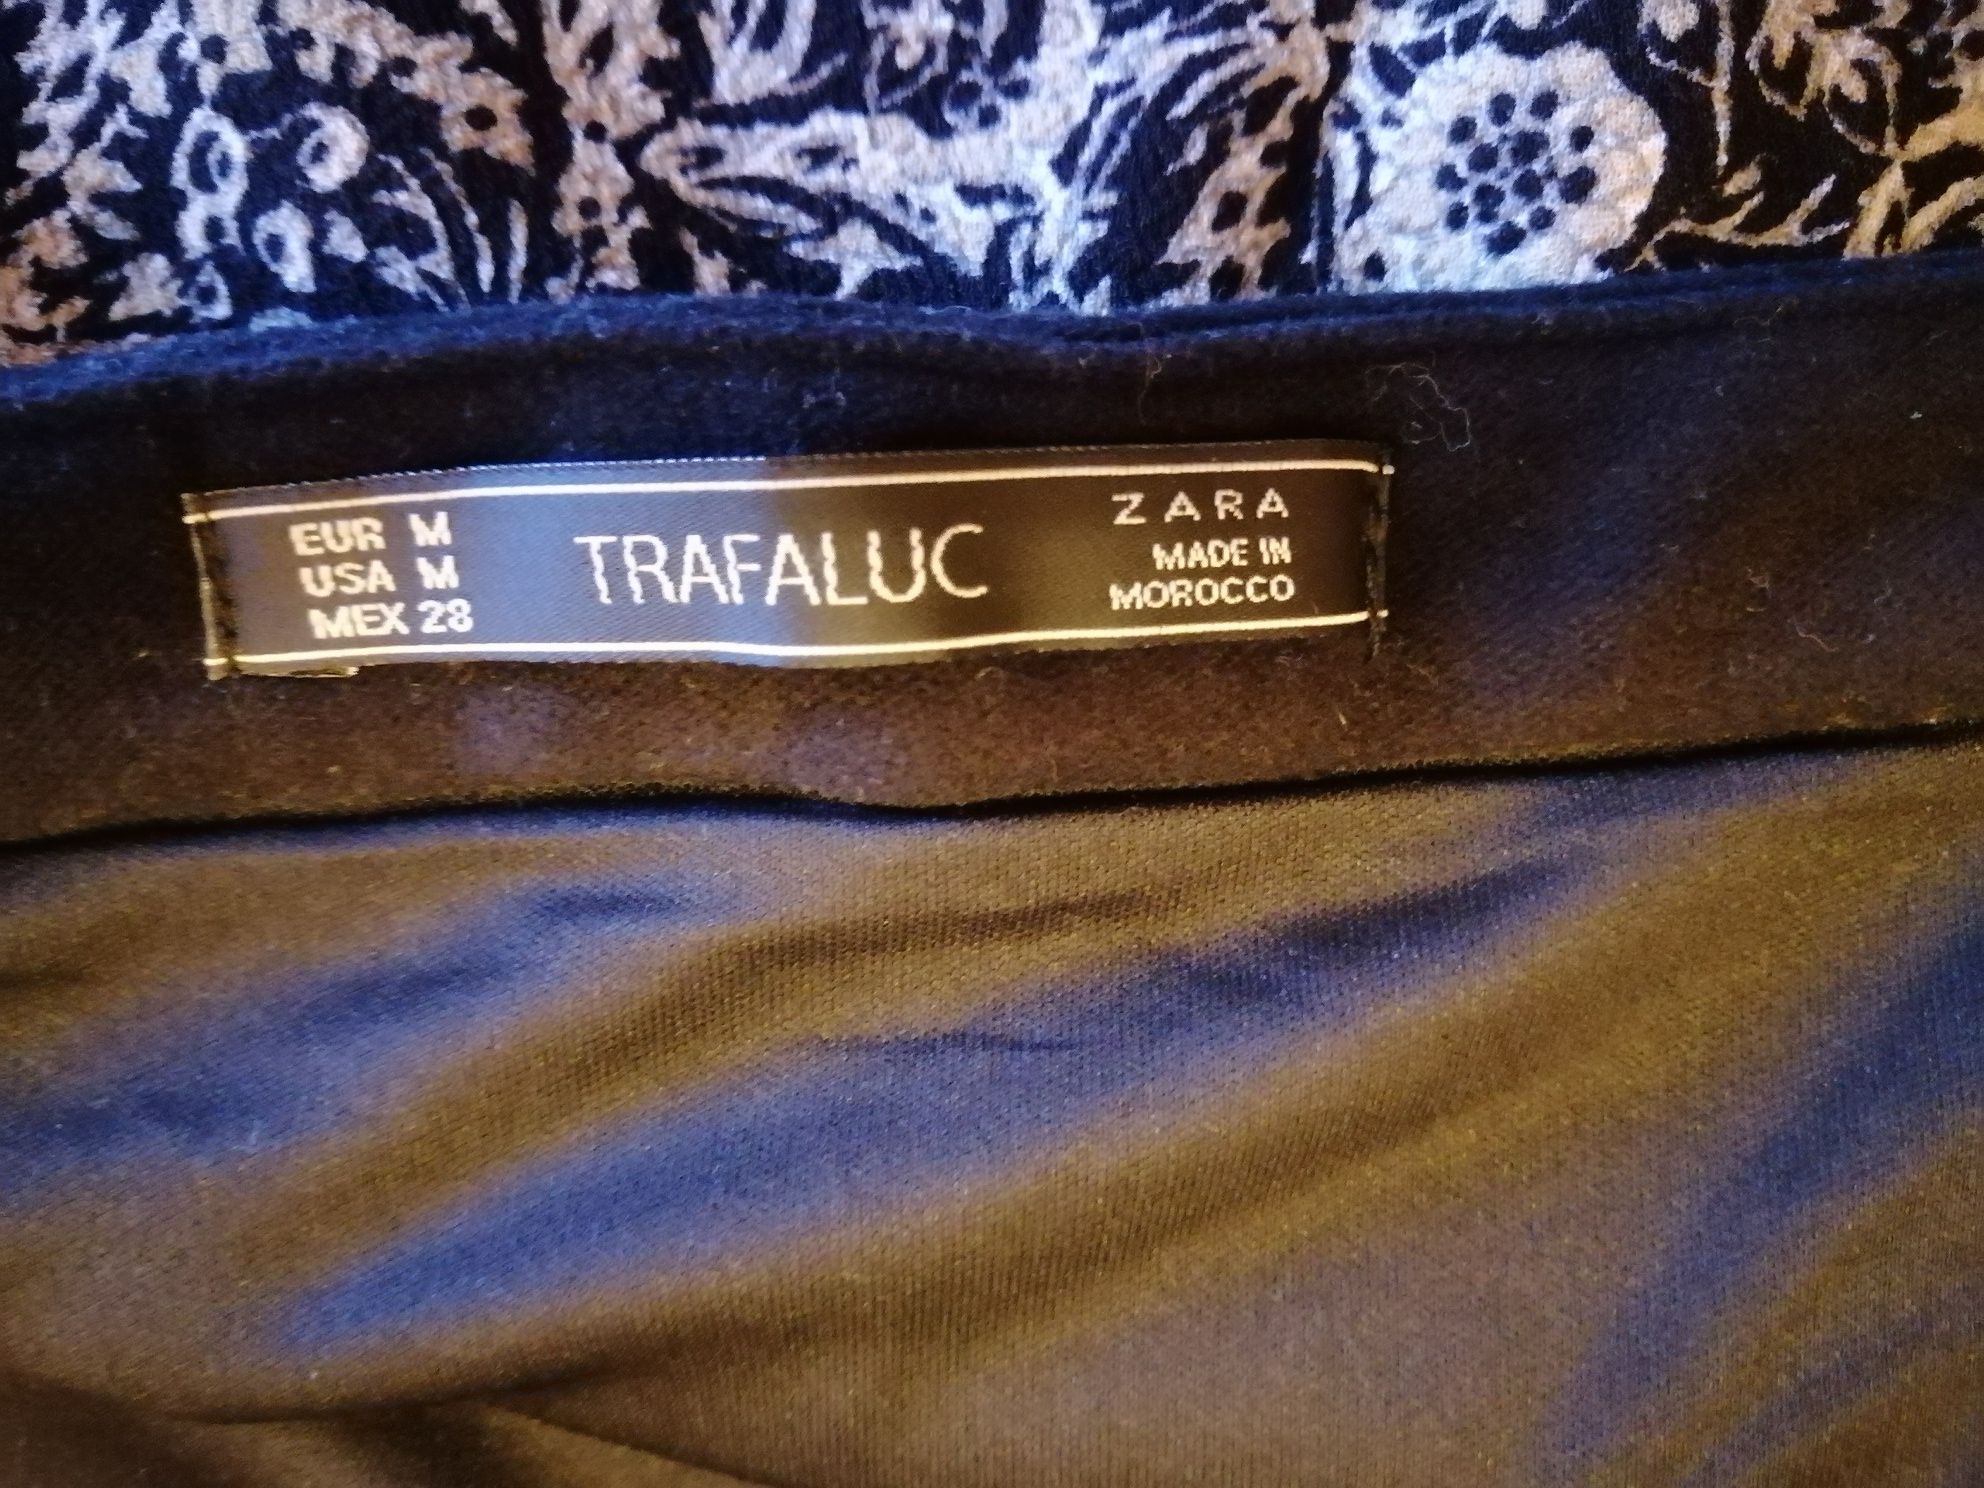 EUR M
USA M
MEX 28
TRAFALUC
ZARA
MADE IN
MOROCCO